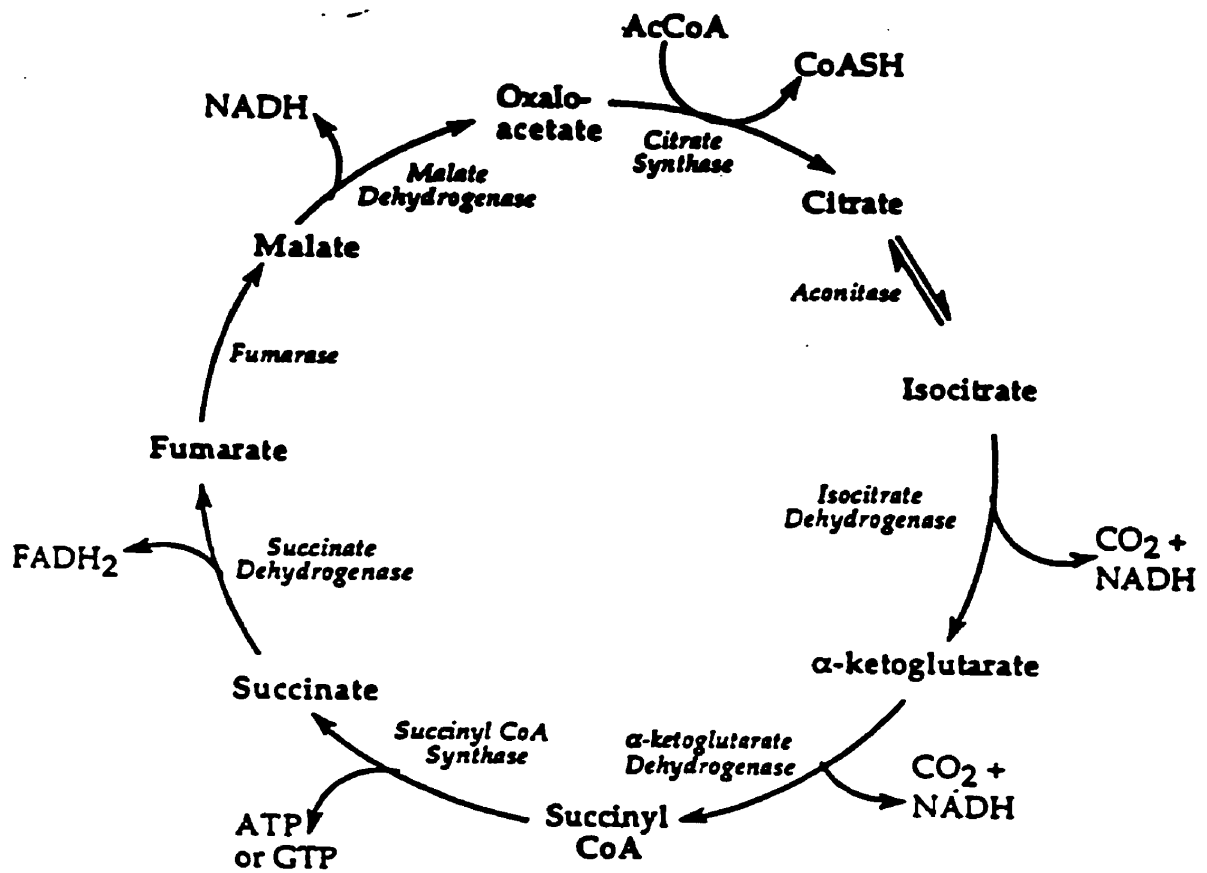 AcCoA
CoASH
NADH
Oxalo-
acetate
Citrate
Synthase
Malate
Dehydrogenase
Citrate
Malate
Aconitase
Fumarase
Isocitrate
Fumarate
Isocitrate
Dehydrogenase
CO2 +
NADH
FADH2
Succinate
Dehydrogenase
α-ketoglutarate
Succinate
Succinyl CoA
Synthase
α-ketoglutarate
Dehydrogenase
CO2 +
NADH
ATP
or GTP
Succinyl
CoA